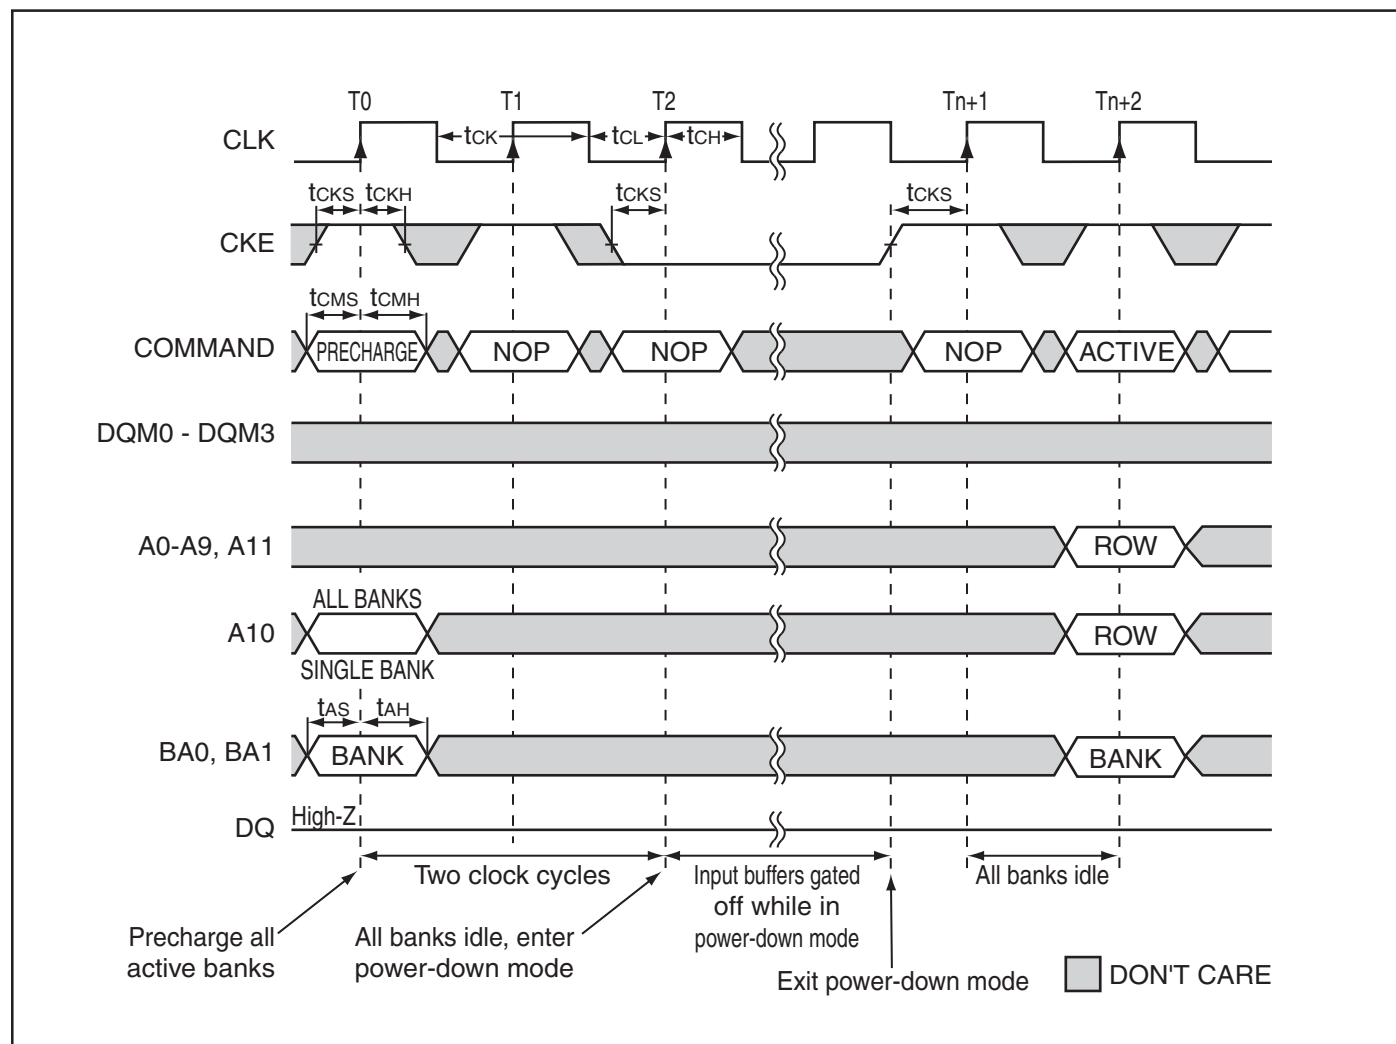 T0 T1 T2 Tn+1 Tn+2
CLK tCK tCL tCH
tCKS tCKH tCKS tCKS
CKE
tCMS tCMH
COMMAND PRECHARGE NOP NOP NOP ACTIVE
DQM0 - DQM3
A0-A9, A11 ROW
ALL BANKS
A10 ROW
SINGLE BANK
tAS tAH
BA0, BA1 BANK BANK
High-Z
DQ
Two clock cycles
Input buffers gated
off while in
power-down mode
All banks idle
Precharge all
active banks
All banks idle, enter
power-down mode
Exit power-down mode
DON'T CARE